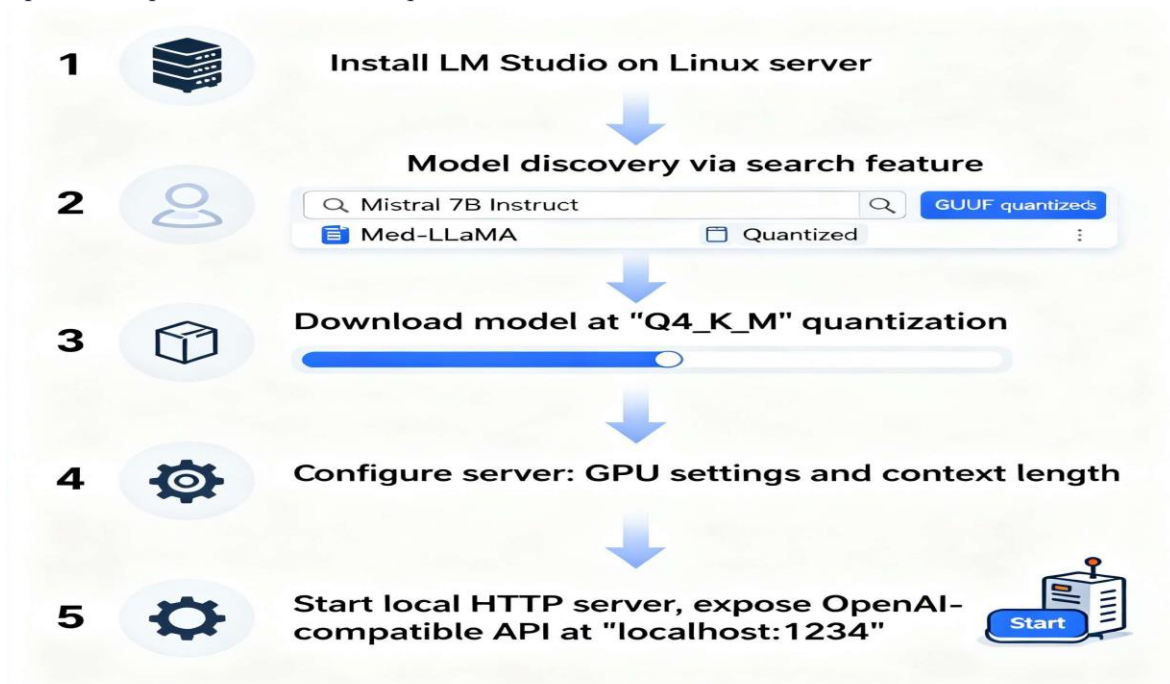 1
Install LM Studio on Linux server
Model discovery via search feature
2
Mistral 7B Instruct
GUUF quantizeds
Med-LLaMA
Quantized
3
Download model at "Q4_K_M" quantization
4
Configure server: GPU settings and context length
5
Start local HTTP server, expose OpenAI-
compatible API at "localhost:1234"
Start